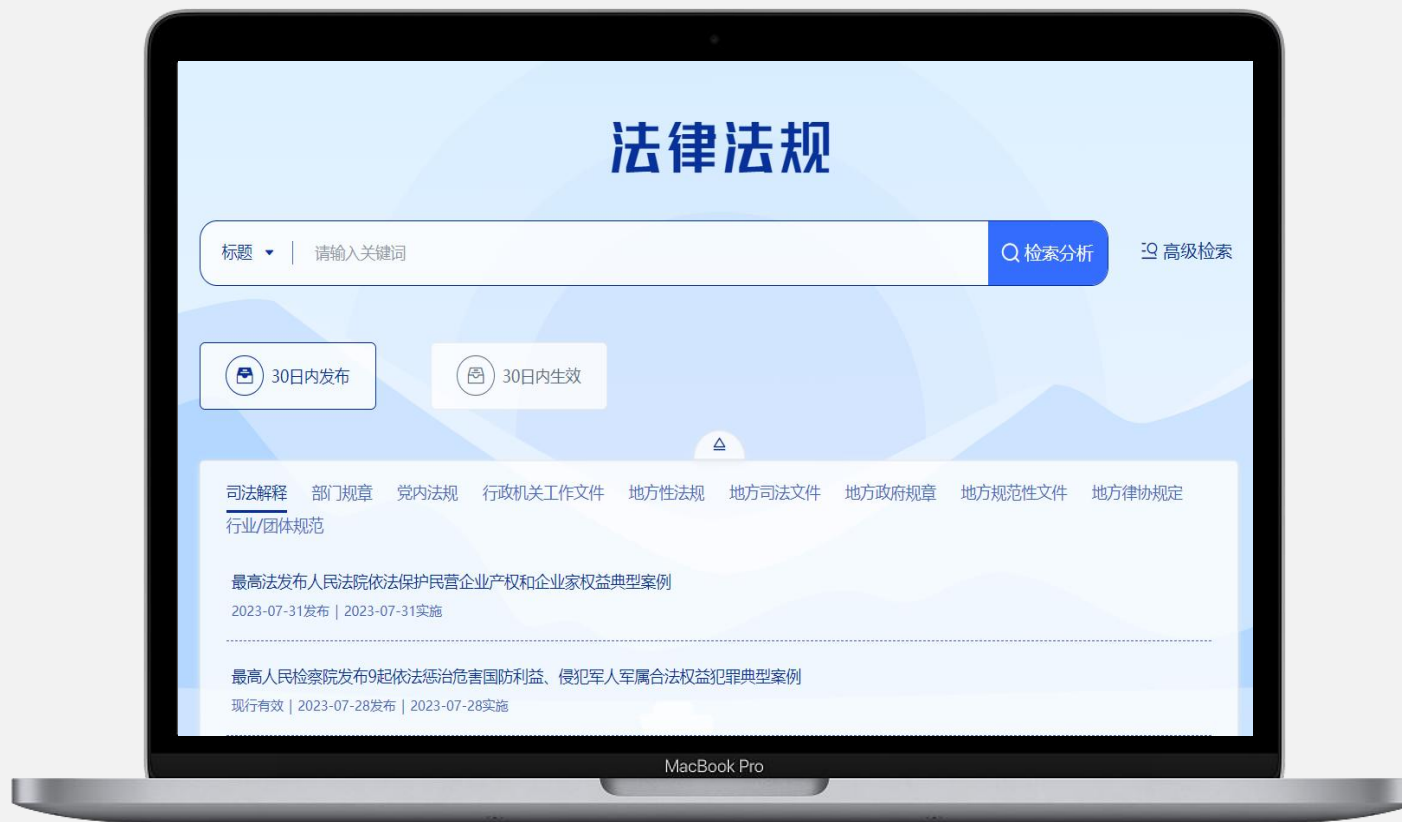 法律法规
标题
请输入关键词
检索分析
高级检索
30日内发布
30日内生效
司法解释 部门规章 党内法规 行政机关工作文件 地方性法规 地方司法文件 地方政府规章 地方规范性文件 地方律协规定
行业/团体规范
最高法发布人民法院依法保护民营企业产权和企业家权益典型案例
2023-07-31发布 | 2023-07-31实施
最高人民检察院发布9起依法惩治危害国防利益、侵犯军人军属合法权益犯罪典型案例
现行有效 | 2023-07-28发布 | 2023-07-28实施
MacBook Pro